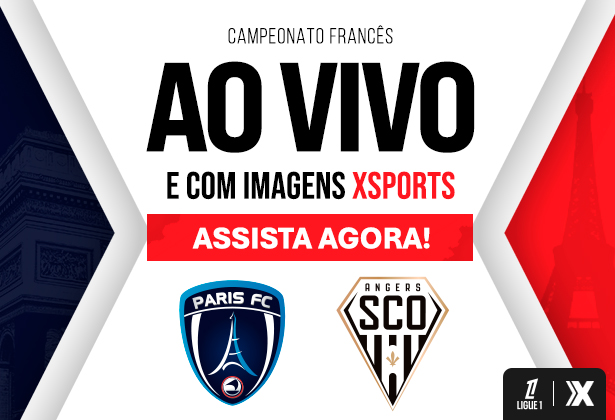 CAMPEONATO FRANCÊS
AO VIVO
E COM IMAGENS XSPORTS
ASSISTA AGORA!
PARIS FC
ANGERS
SCO
LIGUE 1
X